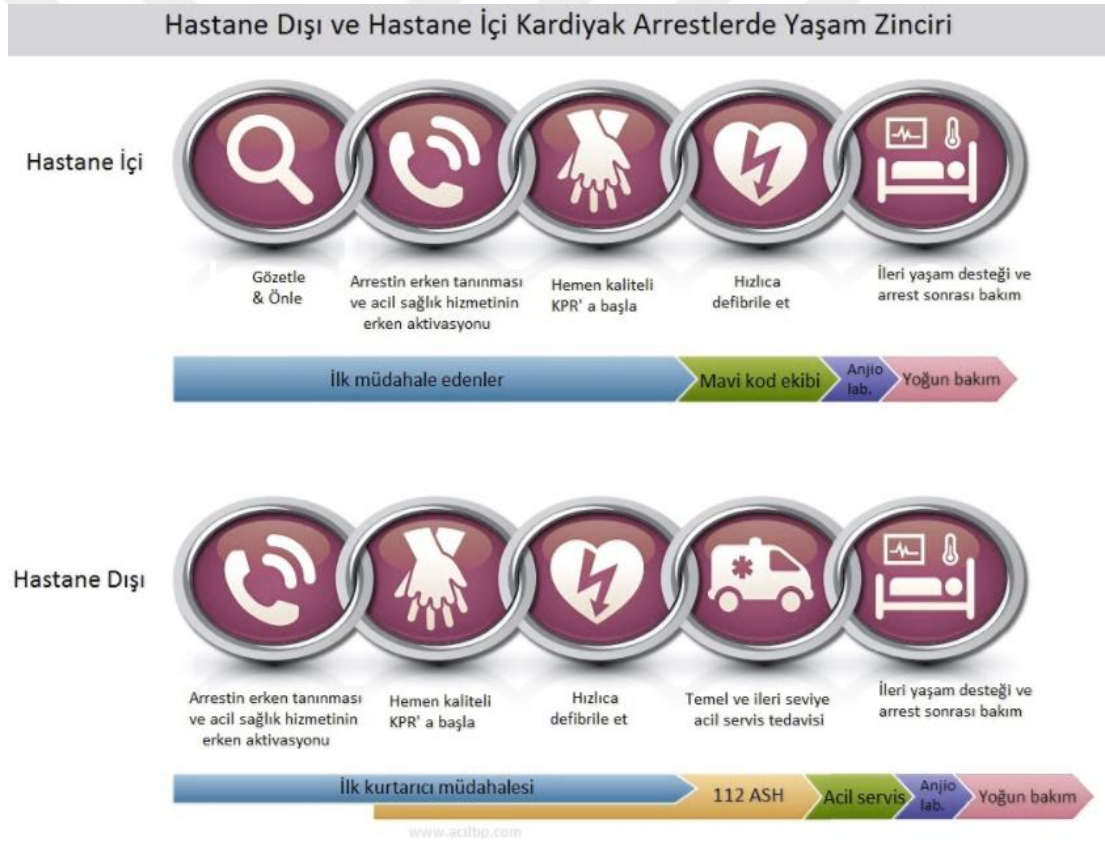 Hastane Dışı ve Hastane İçi Kardiyak Arrestlerde Yaşam Zinciri
Hastane İçi
Gözetle
& Önle
Arrestin erken tanınması
ve acil sağlık hizmetinin
erken aktivasyonu
Hemen kaliteli
KPR' a başla
Hızlıca
defibrile et
İleri yaşam desteği ve
arrest sonrası bakım
İlk müdahale edenler
Mavi kod ekibi
Anjio
lab.
Yoğun bakım
Hastane Dışı
Arrestin erken tanınması
ve acil sağlık hizmetinin
erken aktivasyonu
Hemen kaliteli
KPR' a başla
Hızlıca
defibrile et
Temel ve ileri seviye
acil servis tedavisi
İleri yaşam desteği ve
arrest sonrası bakım
İlk kurtarıcı müdahalesi
112 ASH
Acil servis
Anjio
lab.
Yoğun bakım
www.aciltip.com